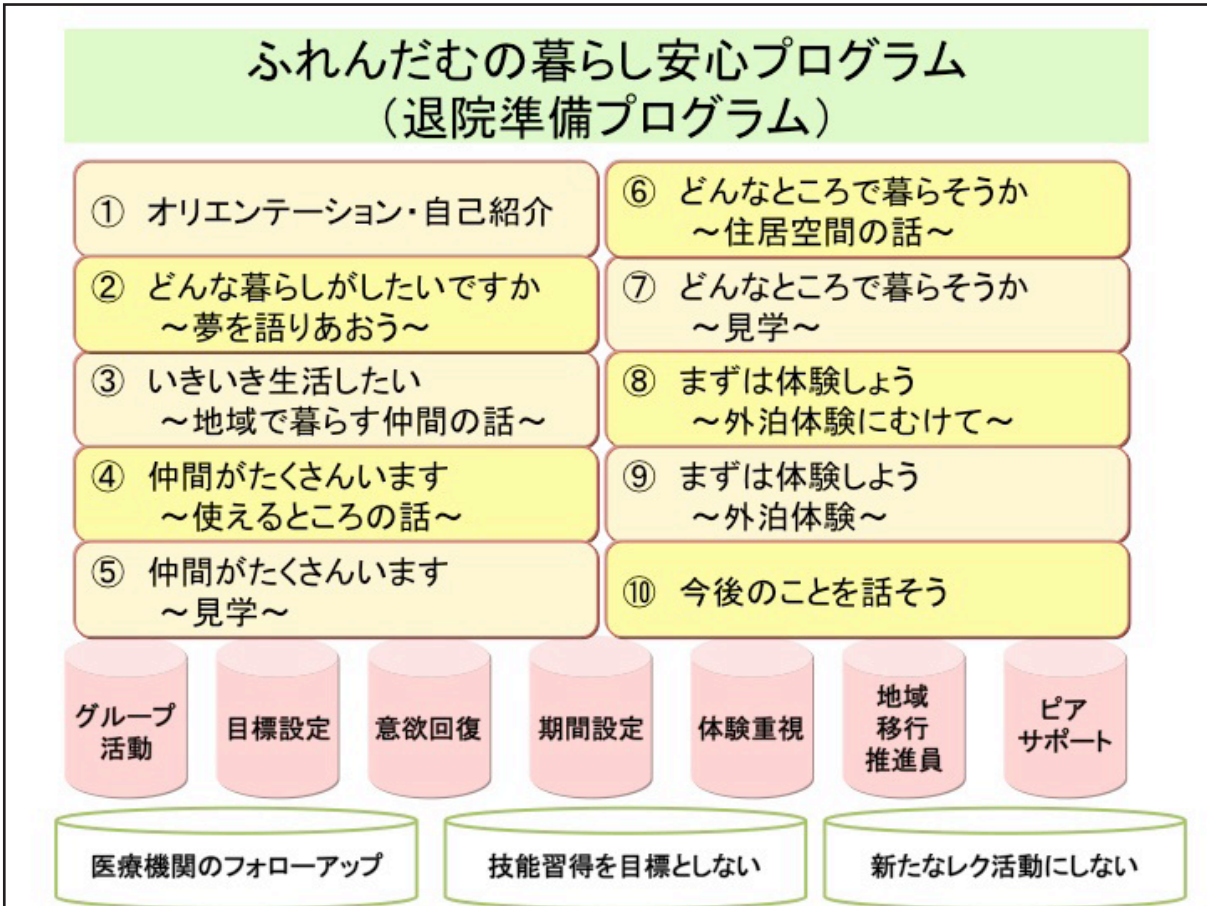 ふれんだむの暮らし安心プログラム
（退院準備プログラム）
① オリエンテーション・自己紹介
② どんな暮らしがしたいですか
～夢を語りあおう～
③ いきいき生活したい
～地域で暮らす仲間の話～
④ 仲間がたくさんいます
～使えるところの話～
⑤ 仲間がたくさんいます
～見学～
⑥ どんなところで暮らそうか
～住居空間の話～
⑦ どんなところで暮らそうか
～見学～
⑧ まずは体験しょう
～外泊体験にむけて～
⑨ まずは体験しよう
～外泊体験～
⑩ 今後のことを話そう
グループ
活動
目標設定
意欲回復
期間設定
体験重視
地域
移行
推進員
ピア
サポート
医療機関のフォローアップ
技能習得を目標としない
新たなレク活動にしない